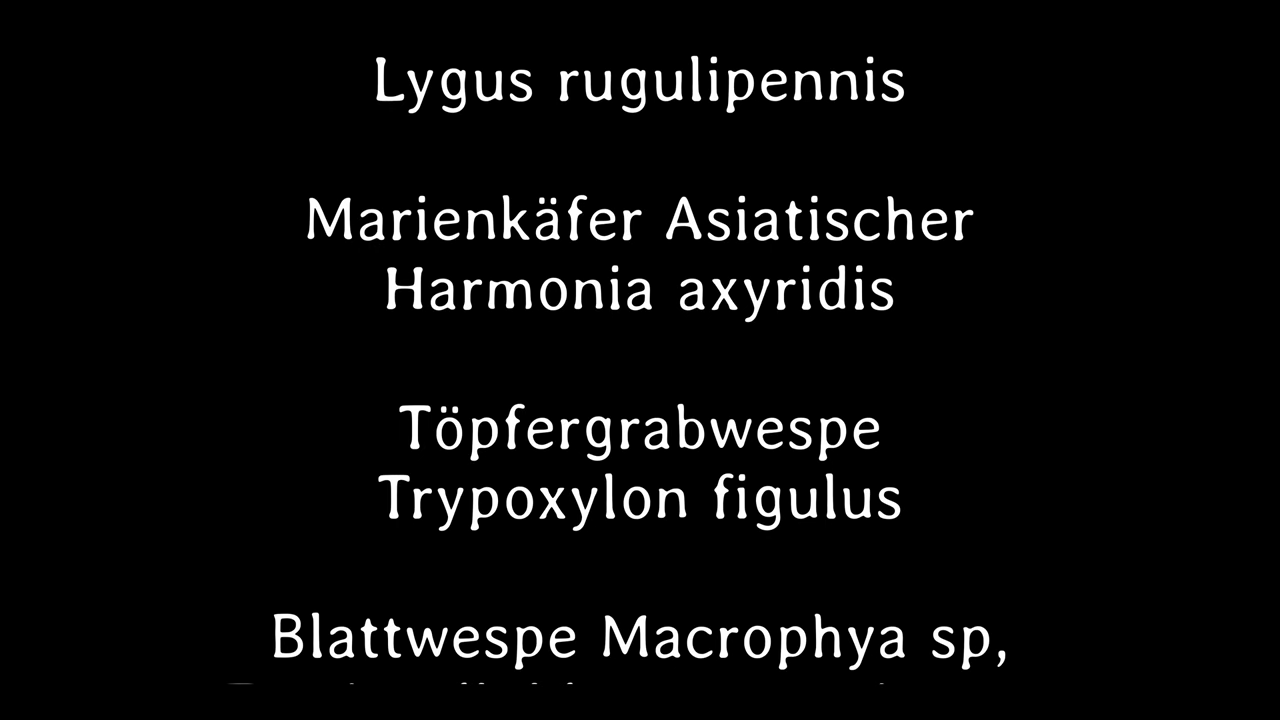 Lygus rugulipennis
Marienkäfer Asiatischer
Harmonia axyridis
Töpfergrabwespe
Trypoxylon figulus
Blattwespe Macrophya sp,